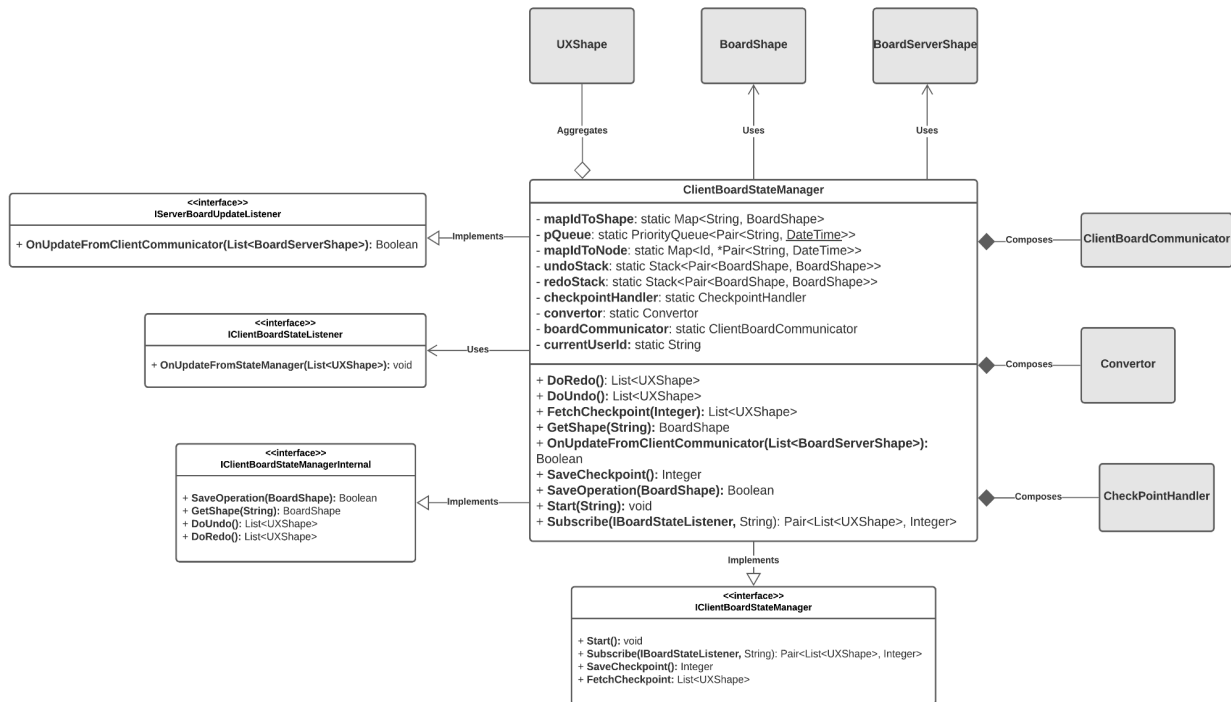 UXShape
BoardShape
BoardServerShape
Aggregates
Uses
Uses
<<interface>>
IServerBoardUpdateListener
+ OnUpdateFromClientCommunicator(List<BoardServerShape>): Boolean
Implements
<<interface>>
IClientBoardStateListener
+ OnUpdateFromStateManager(List<UXShape>): void
Uses
<<interface>>
IClientBoardStateManagerInternal
+ SaveOperation(BoardShape): Boolean
+ GetShape(String): BoardShape
+ DoUndo(): List<UXShape>
+ DoRedo(): List<UXShape>
Implements
ClientBoardStateManager
- mapIdToShape: static Map<String, BoardShape>
- pQueue: static PriorityQueue<Pair<String, DateTime>>
- mapIdToNode: static Map<Id, *Pair<String, DateTime>>
- undoStack: static Stack<Pair<BoardShape, BoardShape>>
- redoStack: static Stack<Pair<BoardShape, BoardShape>>
- checkpointHandler: static CheckpointHandler
- convertor: static Convertor
- boardCommunicator: static ClientBoardCommunicator
- currentUserId: static String
+ DoRedo(): List<UXShape>
+ DoUndo(): List<UXShape>
+ FetchCheckpoint(Integer): List<UXShape>
+ GetShape(String): BoardShape
+ OnUpdateFromClientCommunicator(List<BoardServerShape>):
Boolean
+ SaveCheckpoint(): Integer
+ SaveOperation(BoardShape): Boolean
+ Start(String): void
+ Subscribe(IBoardStateListener, String): Pair<List<UXShape>, Integer>
Composes
ClientBoardCommunicator
Composes
Convertor
Composes
CheckPointHandler
Implements
<<interface>>
IClientBoardStateManager
+ Start(): void
+ Subscribe(IBoardStateListener, String): Pair<List<UXShape>, Integer>
+ SaveCheckpoint(): Integer
+ FetchCheckpoint: List<UXShape>